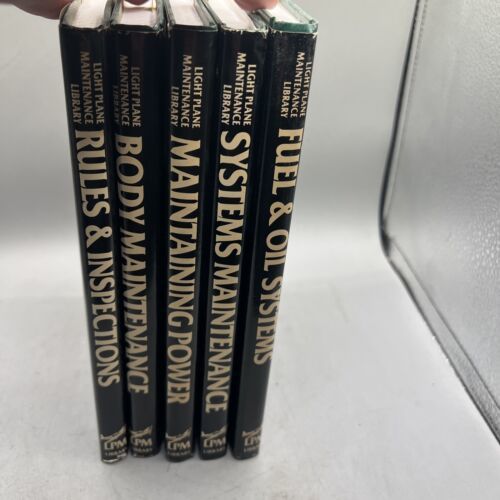 LIGHT PLANE
MAINTENANCE
LIBRARY
RULES & INSPECTIONS
LPM
LIBRARY
LIGHT PLANE
MAINTENANCE
LIBRARY
BODY MAINTENANCE
LPM
LIBRARY
LIGHT PLANE
MAINTENANCE
LIBRARY
MAINTAINING POWER
LPM
LIBRARY
LIGHT PLANE
MAINTENANCE
LIBRARY
SYSTEMS MAINTENANCE
LPM
LIBRARY
LIGHT PLANE
MAINTENANCE
LIBRARY
FUEL & OIL SYSTEMS
LPM
LIBRARY